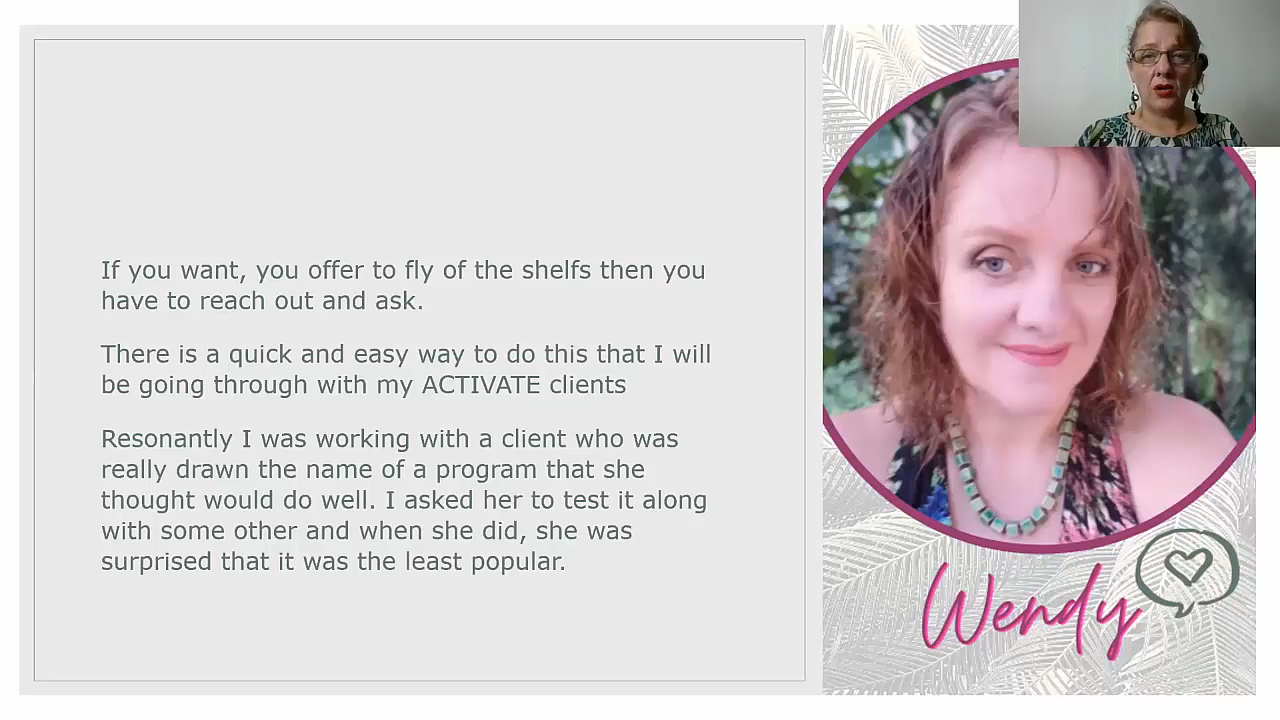 If you want, you offer to fly of the shelfs then you
have to reach out and ask.
There is a quick and easy way to do this that I will
be going through with my ACTIVATE clients
Resonantly I was working with a client who was
really drawn the name of a program that she
thought would do well. I asked her to test it along
with some other and when she did, she was
surprised that it was the least popular.
Wendy